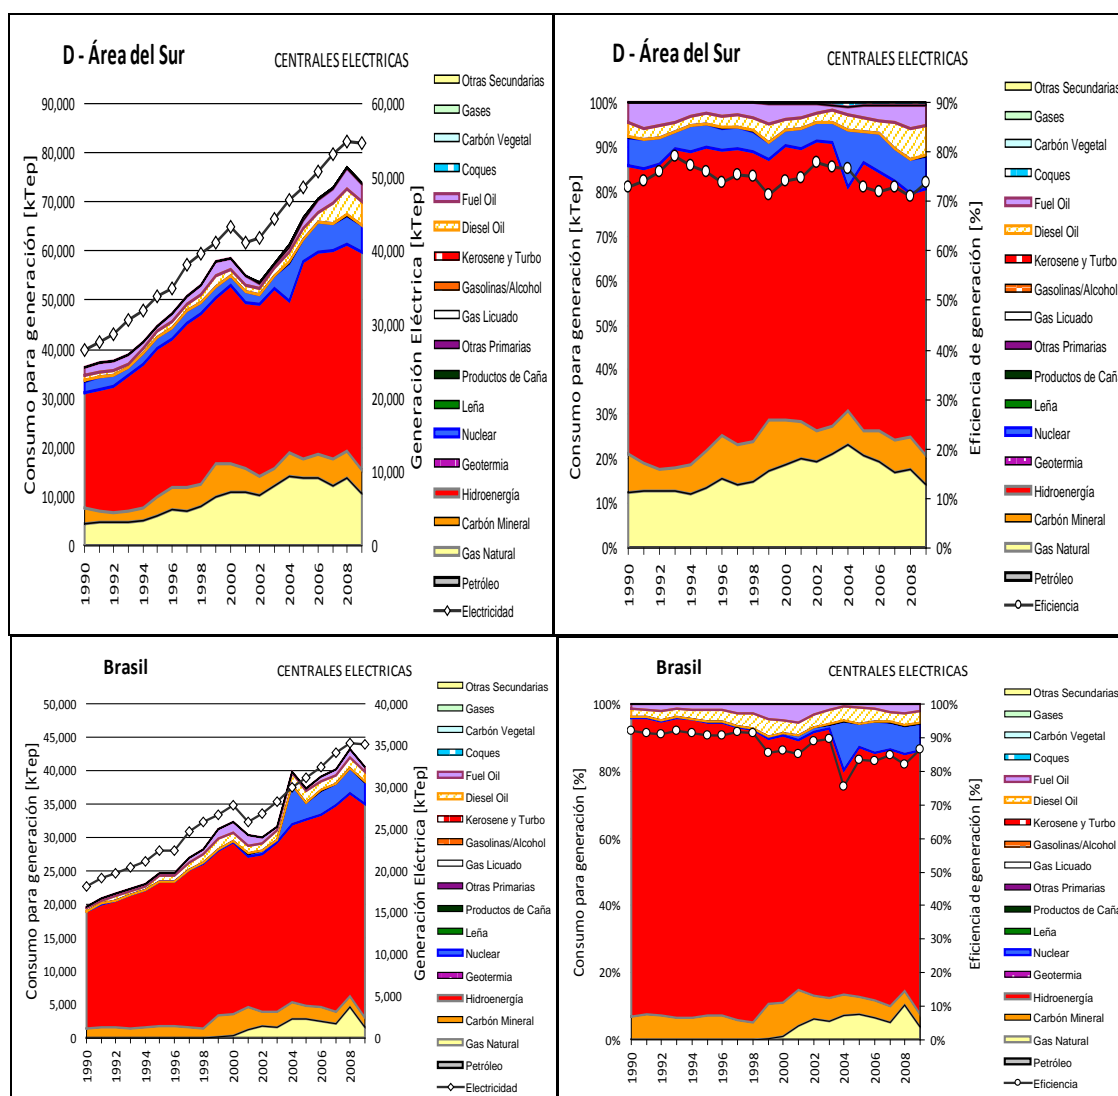 D - Área del Sur
CENTRALES ELECTRICAS
Consumo para generación [kTep]
90,000
80,000
70,000
60,000
50,000
40,000
30,000
20,000
10,000
0
60,000
50,000
40,000
30,000
20,000
10,000
0
Generación Eléctrica [kTep]
1990
1992
1994
1996
1998
2000
2002
2004
2006
2008
Otras Secundarias
Gases
Carbón Vegetal
Coques
Fuel Oil
Diesel Oil
Kerosene y Turbo
Gasolinas/Alcohol
Gas Licuado
Otras Primarias
Productos de Caña
Leña
Nuclear
Geotermia
Hidroenergía
Carbón Mineral
Gas Natural
Petróleo
Electricidad
D - Área del Sur
CENTRALES ELECTRICAS
Consumo para generación [%]
100%
90%
80%
70%
60%
50%
40%
30%
20%
10%
0%
90%
80%
70%
60%
50%
40%
30%
20%
10%
0%
Eficiencia de generación [%]
1990
1992
1994
1996
1998
2000
2002
2004
2006
2008
Otras Secundarias
Gases
Carbón Vegetal
Coques
Fuel Oil
Diesel Oil
Kerosene y Turbo
Gasolinas/Alcohol
Gas Licuado
Otras Primarias
Productos de Cañ
Leña
Nuclear
Geotermia
Hidroenergía
Carbón Mineral
Gas Natural
Petróleo
Eficiencia
Brasil
CENTRALES ELECTRICAS
Consumo para generación [kTep]
50,000
45,000
40,000
35,000
30,000
25,000
20,000
15,000
10,000
5,000
0
40,000
35,000
30,000
25,000
20,000
15,000
10,000
5,000
0
Generación Eléctrica [kTep]
1990
1992
1994
1996
1998
2000
2002
2004
2006
2008
Otras Secundarias
Gases
Carbón Vegetal
Coques
Fuel Oil
Diesel Oil
Kerosene y Turbo
Gasolinas/Alcohol
Gas Licuado
Otras Primarias
Productos de Caña
Leña
Nuclear
Geotermia
Hidroenergía
Carbón Mineral
Gas Natural
Petróleo
Electricidad
Brasil
CENTRALES ELECTRICAS
Consumo para generación [%]
100%
80%
60%
40%
20%
0%
100%
90%
80%
70%
60%
50%
40%
30%
20%
10%
0%
Eficiencia de generación [%]
1990
1992
1994
1996
1998
2000
2002
2004
2006
2008
Otras Secundarias
Gases
Carbón Vegetal
Coques
Fuel Oil
Diesel Oil
Kerosene y Turbo
Gasolinas/Alcohol
Gas Licuado
Otras Primarias
Productos de Caña
Leña
Nuclear
Geotermia
Hidroenergía
Carbón Mineral
Gas Natural
Petróleo
Eficiencia